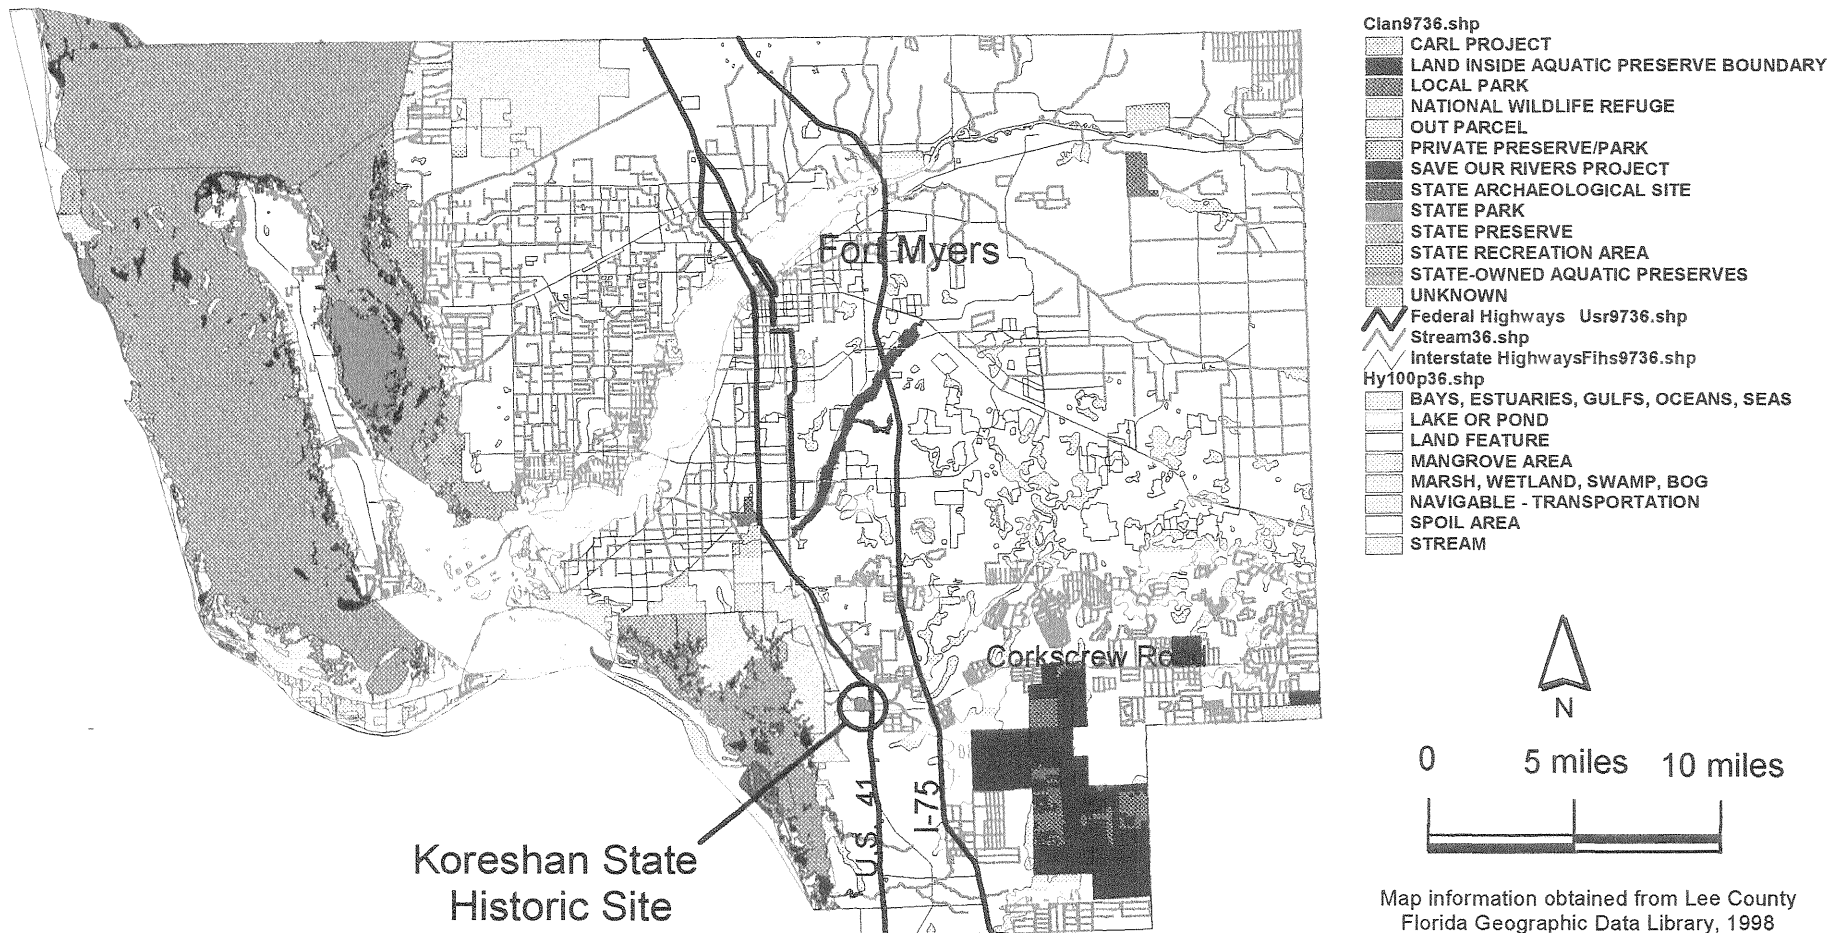 Clan9736.shp
CARL PROJECT
LAND INSIDE AQUATIC PRESERVE BOUNDARY
LOCAL PARK
NATIONAL WILDLIFE REFUGE
OUT PARCEL
PRIVATE PRESERVE/PARK
SAVE OUR RIVERS PROJECT
STATE ARCHAEOLOGICAL SITE
STATE PARK
STATE PRESERVE
STATE RECREATION AREA
STATE-OWNED AQUATIC PRESERVES
UNKNOWN
Federal Highways Usr9736.shp
Stream36.shp
Interstate HighwaysFihs9736.shp
Hy100p36.shp
BAYS, ESTUARIES, GULFS, OCEANS, SEAS
LAKE OR POND
LAND FEATURE
MANGROVE AREA
MARSH, WETLAND, SWAMP, BOG
NAVIGABLE - TRANSPORTATION
SPOIL AREA
STREAM
Fort Myers
Corkscrew Road
U.S. 41
I-75
Koreshan State
Historic Site
N
0 5 miles 10 miles
Map information obtained from Lee County
Florida Geographic Data Library, 1998